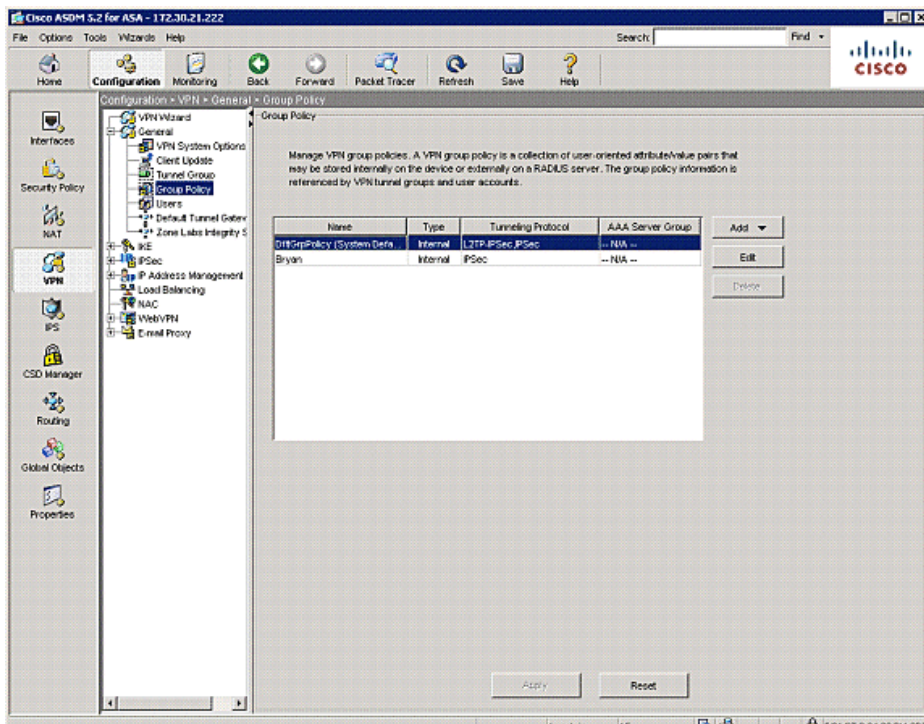 Cisco ASDM 5.2 for ASA - 172.30.21.222
File Options Tools Wizards Help Search: Find
Home Configuration Monitoring Back Forward Packet Tracer Refresh Save Help
CISCO
Configuration > VPN > General > Group Policy
Interfaces
Security Policy
NAT
VPN
IPS
CSD Manager
Routing
Global Objects
Properties
VPN Wizard
General
VPN System Options
Client Update
Tunnel Group
Group Policy
Users
Default Tunnel Gatew
Zone Labs Integrity S
IKE
IPSec
IP Address Management
Load Balancing
NAC
WebVPN
E-mail Proxy
Group Policy
Manage VPN group policies. A VPN group policy is a collection of user-oriented attribute/value pairs that
may be stored internally on the device or externally on a RADIUS server. The group policy information is
referenced by VPN tunnel groups and user accounts.
Name Type Tunneling Protocol AAA Server Group
DfltGrpPolicy (System Defa... Internal L2TP-IPSec,IPSec -- N/A --
Bryan Internal IPSec -- N/A --
Add
Edit
Delete
Apply Reset